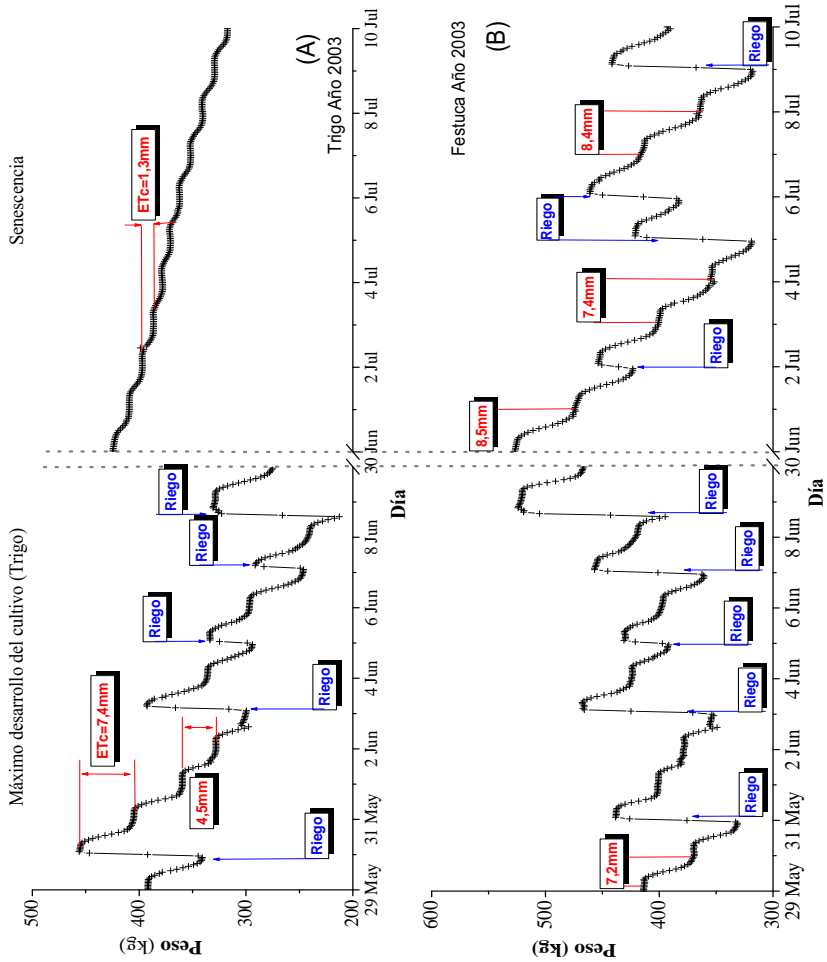 Máximo desarrollo del cultivo (Trigo)
Senescencia
Peso (kg)
500
400
300
200
ETc=7,4mm
4,5mm
Riego
Riego
Riego
Riego
Riego
ETc=1,3mm
(A)
Trigo Año 2003
29 May
31 May
2 Jun
4 Jun
6 Jun
8 Jun
30 Jun
2 Jul
4 Jul
6 Jul
8 Jul
10 Jul
Día
Peso (kg)
600
500
400
300
Festuca Año 2003
(B)
7,2mm
Riego
Riego
Riego
Riego
Riego
8,5mm
Riego
7,4mm
Riego
8,4mm
Riego
29 May
31 May
2 Jun
4 Jun
6 Jun
8 Jun
30 Jun
2 Jul
4 Jul
6 Jul
8 Jul
10 Jul
Día